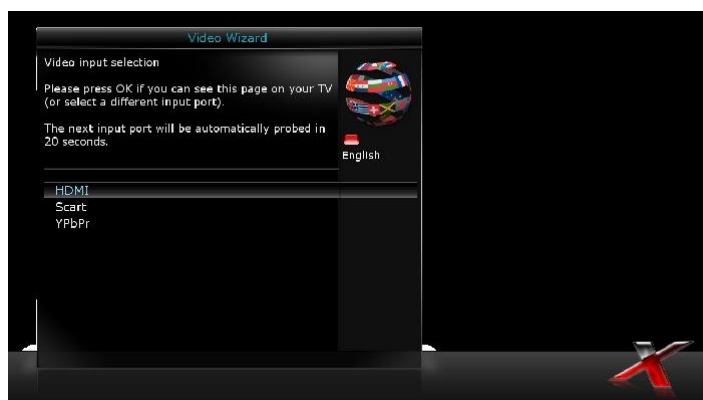 Video Wizard
Video input selection
Please press OK if you can see this page on your TV
(or select a different input port).
The next input port will be automatically probed in
20 seconds.
English
HDMI
Scart
YPbPr